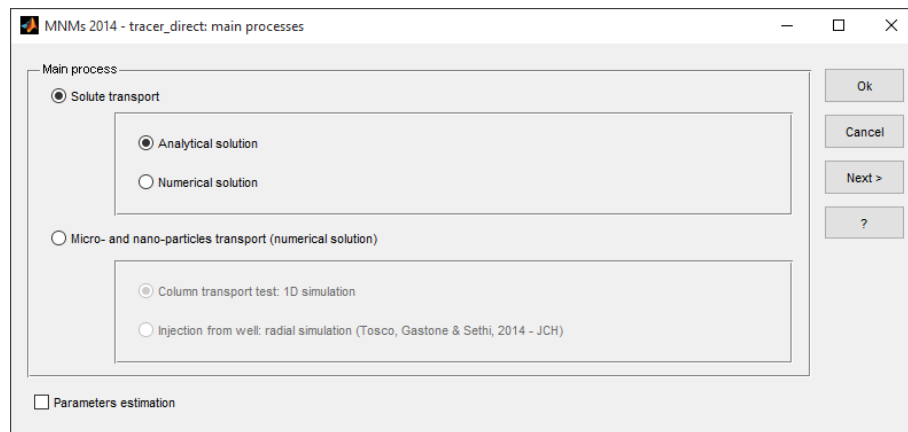 MNMs 2014 - tracer_direct: main processes
Main process
Solute transport
Analytical solution
Numerical solution
Micro- and nano-particles transport (numerical solution)
Column transport test: 1D simulation
Injection from well: radial simulation (Tosco, Gastone & Sethi, 2014 - JCH)
Parameters estimation
Ok
Cancel
Next >
?